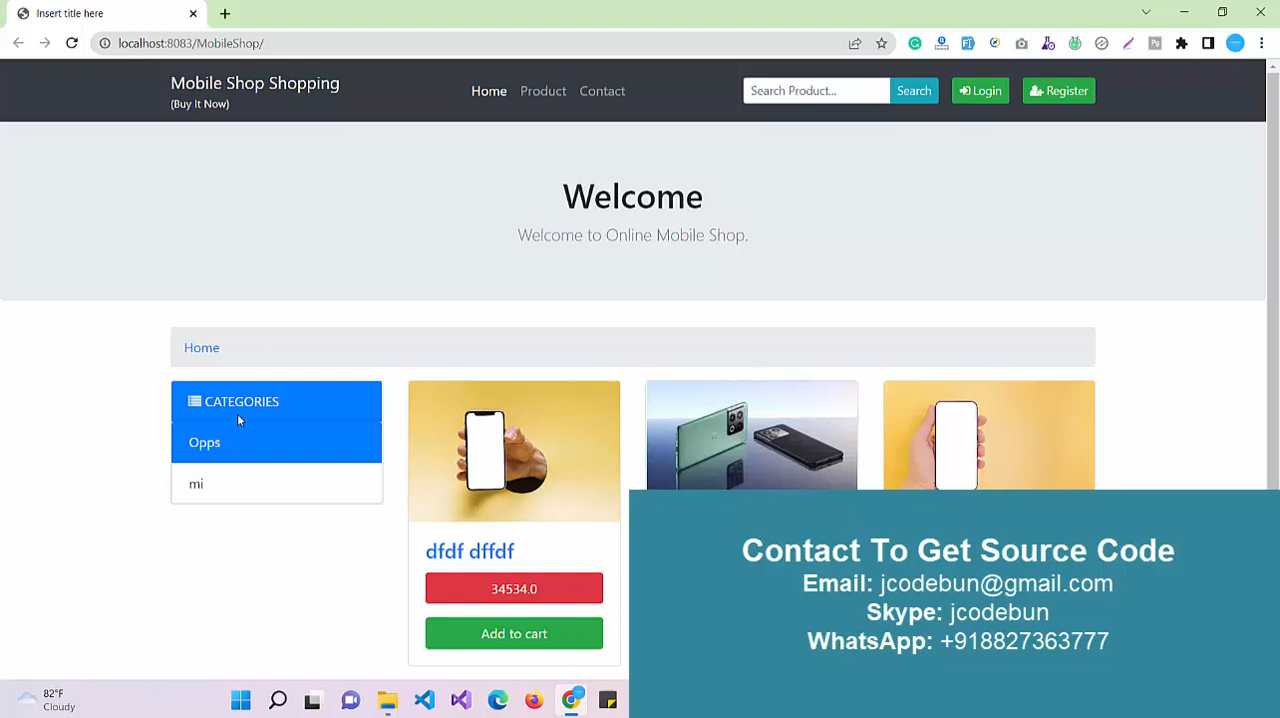 Insert title here
localhost:8083/MobileShop/
Mobile Shop Shopping
(Buy It Now)
Home Product Contact
Search Product...
Search
Login
Register
Welcome
Welcome to Online Mobile Shop.
Home
CATEGORIES
Opps
mi
dfdf dffdf
34534.0
Add to cart
Contact To Get Source Code
Email: jcodebun@gmail.com
Skype: jcodebun
WhatsApp: +918827363777
82°F
Cloudy